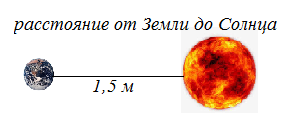 расстояние от Земли до Солнца
1,5 м